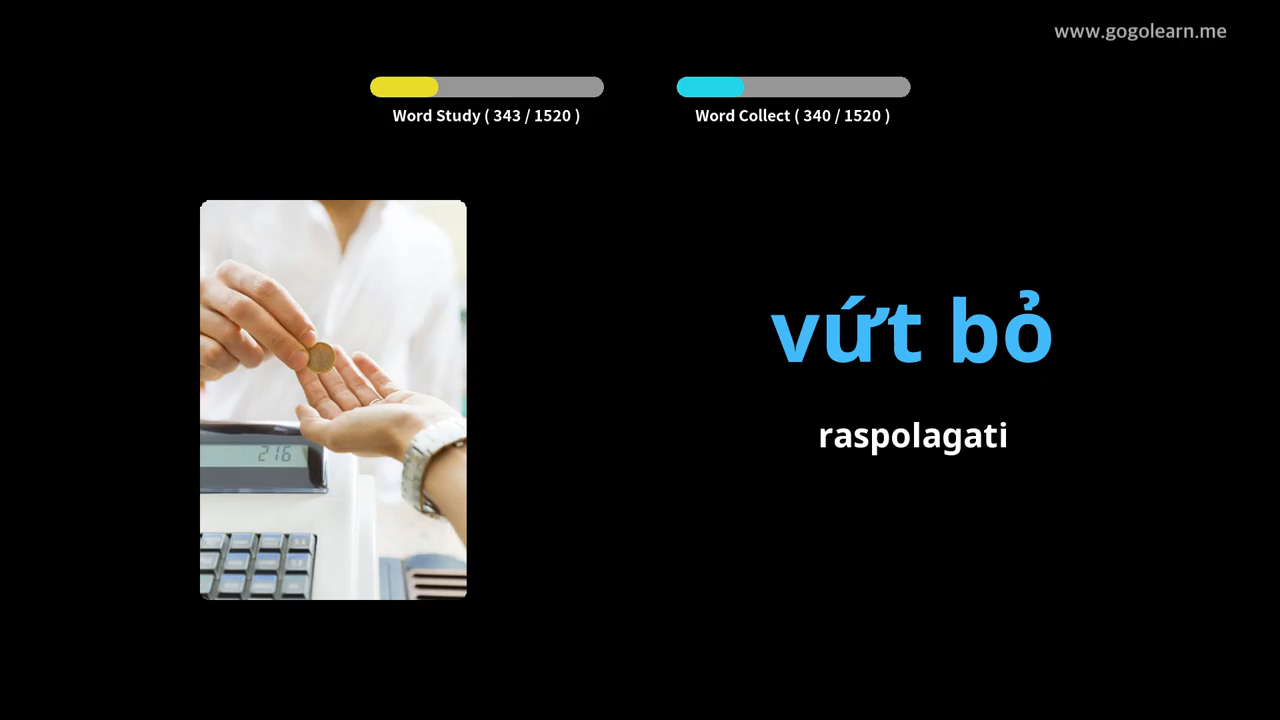 www.gogolearn.me
Word Study ( 343 / 1520 )
Word Collect ( 340 / 1520 )
vứt bỏ
raspolagati
216